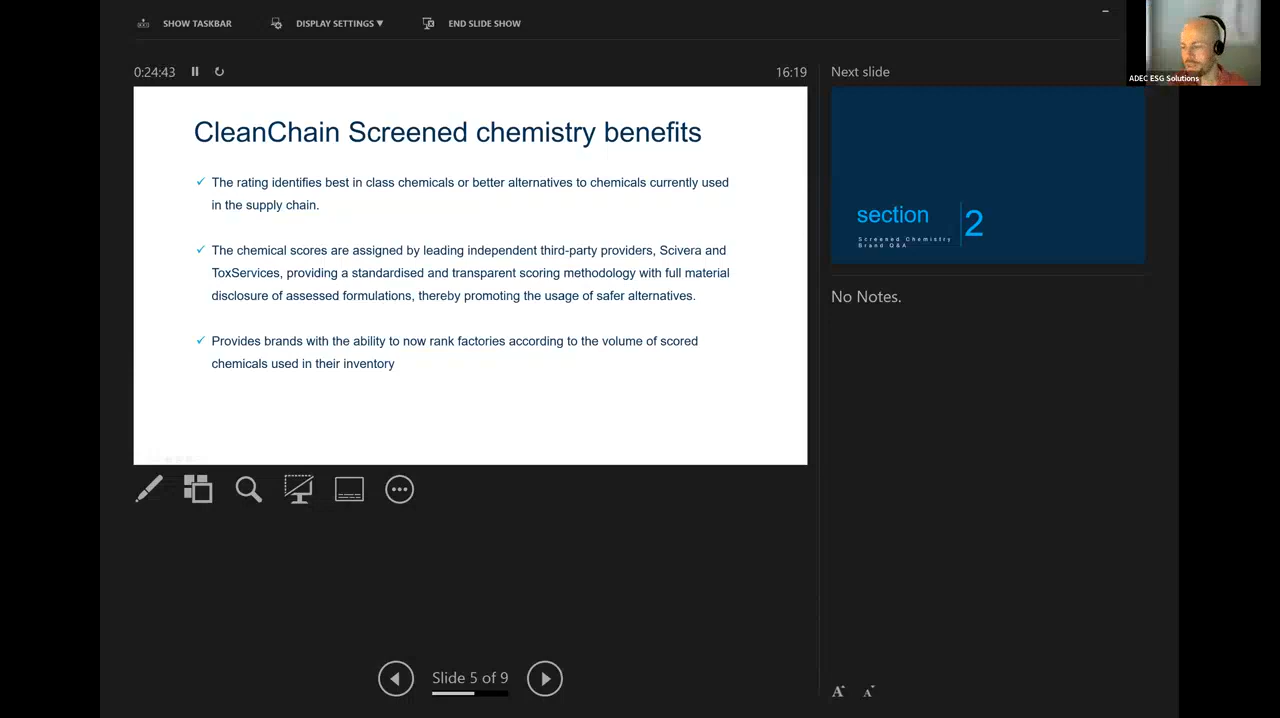 SHOW TASKBAR
DISPLAY SETTINGS ▼
END SLIDE SHOW
ADEC ESG Solutions
0:24:43
16:19
Next slide
CleanChain Screened chemistry benefits
✓ The rating identifies best in class chemicals or better alternatives to chemicals currently used
in the supply chain.
✓ The chemical scores are assigned by leading independent third-party providers, Scivera and
ToxServices, providing a standardised and transparent scoring methodology with full material
disclosure of assessed formulations, thereby promoting the usage of safer alternatives.
✓ Provides brands with the ability to now rank factories according to the volume of scored
chemicals used in their inventory
section 2
Screened Chemistry
Brand Q&A
No Notes.
Slide 5 of 9
A A